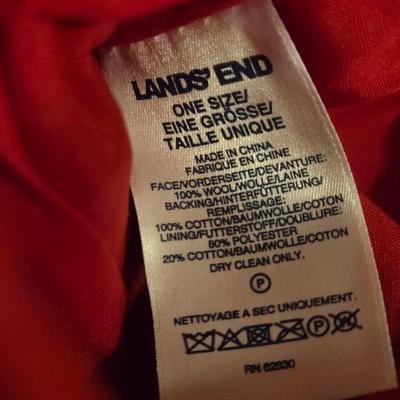 LANDS' END
ONE SIZE/
EINE GRÖSSE/
TAILLE UNIQUE
MADE IN CHINA
FABRIQUE EN CHINE
FACE/VORDERSEITE/DEVANTURE:
100% WOOL/WOLLE/LAINE
BACKING/HINTERFÜTTERUNG/
REMPLISSAGE:
100% COTTON/BAUMWOLLE/COTON
LINING/FUTTERSTOFF/DOUBLURE:
80% POLYESTER
20% COTTON/BAUMWOLLE/COTON
DRY CLEAN ONLY.
P
NETTOYAGE A SEC UNIQUEMENT.
P W
RN 62830